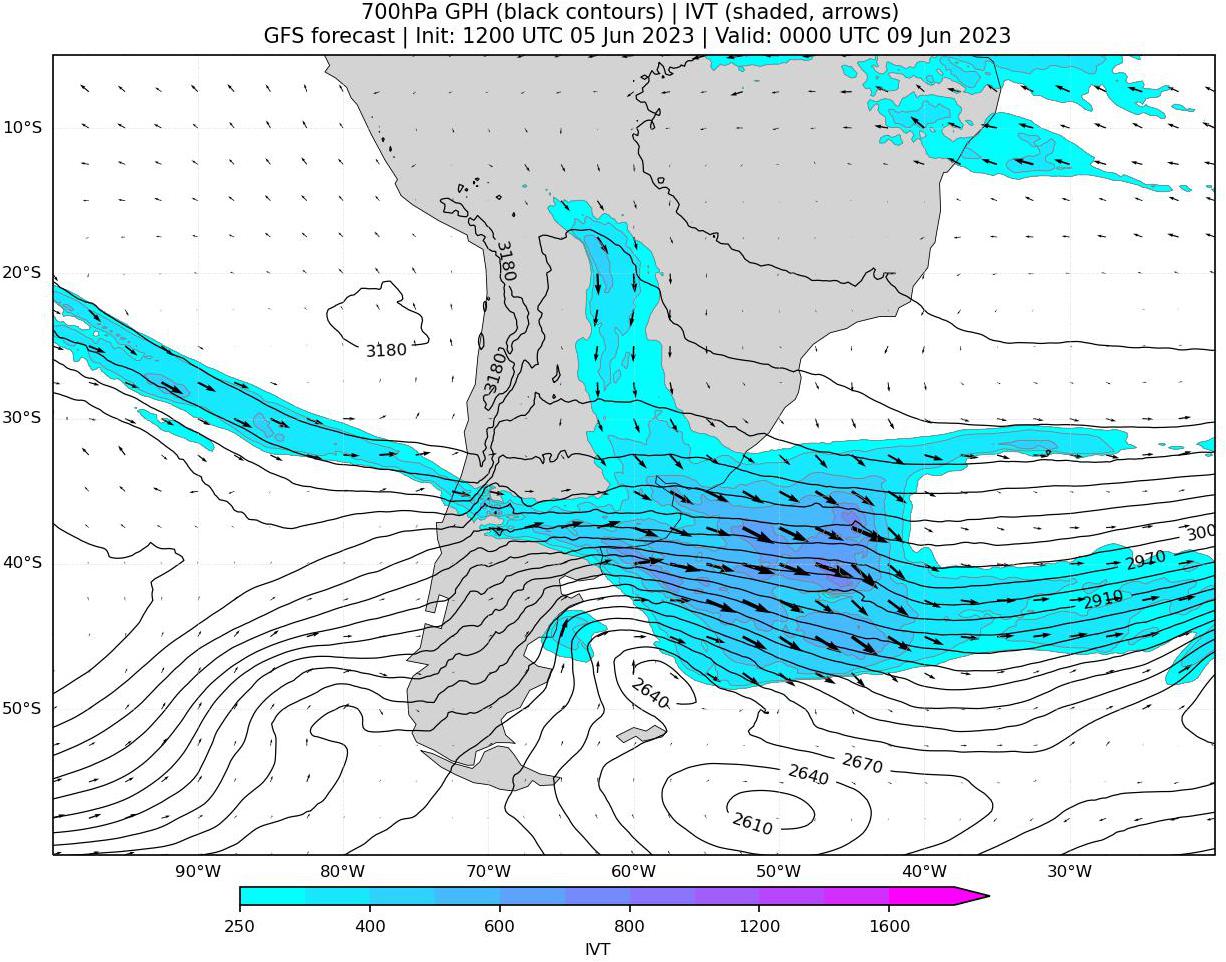 700hPa GPH (black contours) | IVT (shaded, arrows)
GFS forecast | Init: 1200 UTC 05 Jun 2023 | Valid: 0000 UTC 09 Jun 2023
10°S
20°S
30°S
40°S
50°S
3180
3180
3180
300
2970
2910
2640
2670
2640
2610
90°W 80°W 70°W 60°W 50°W 40°W 30°W
250 400 600 800 1200 1600
IVT